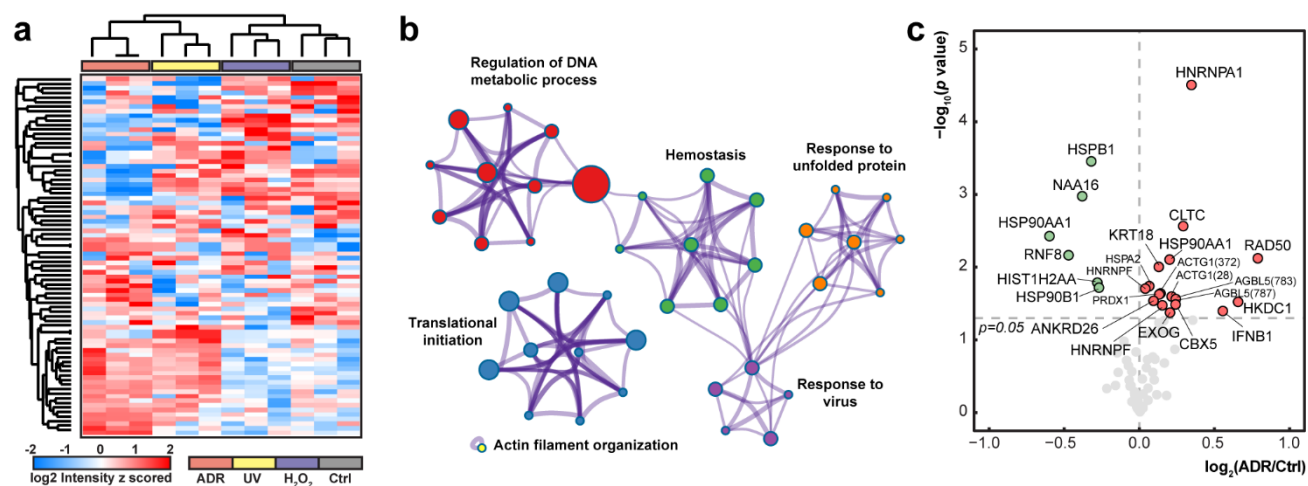 a
-2 -1 0 1 2
log2 Intensity z scored
ADR UV H₂O₂ Ctrl
b
Regulation of DNA
metabolic process
Hemostasis
Response to
unfolded protein
Translational
initiation
Response to
virus
Actin filament organization
c
−log₁₀(p value)
5
4
3
2
1
0
HNRNPA1
HSPB1
NAA16
HSP90AA1
CLTC
KRT18
HSP90AA1
RAD50
RNF8
HSPA2
ACTG1(372)
HNRNPF
ACTG1(28)
HIST1H2AA
AGBL5(783)
HSP90B1
PRDX1
AGBL5(787)
HKDC1
p=0.05
ANKRD26
EXOG
CBX5
IFNB1
HNRNPF
−1.0 −0.5 0.0 0.5 1.0
log₂(ADR/Ctrl)